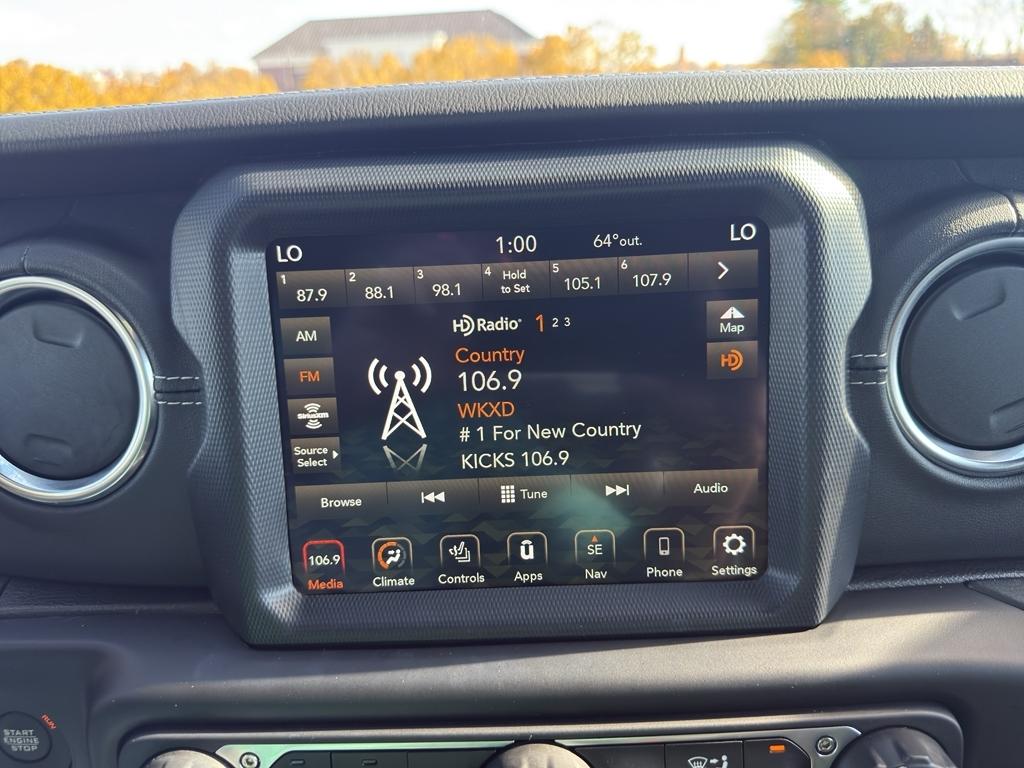 LO 1:00 64°out. LO
1 87.9 2 88.1 3 98.1 4 Hold to Set 5 105.1 6 107.9 >
HD Radio 1 2 3
Map
AM
Country
HD
FM
106.9
WKXD
SiriusXM
# 1 For New Country
Source Select
KICKS 106.9
Browse Tune Audio
106.9 SE
Media Climate Controls Apps Nav Phone Settings
RUN
START
ENGINE
STOP